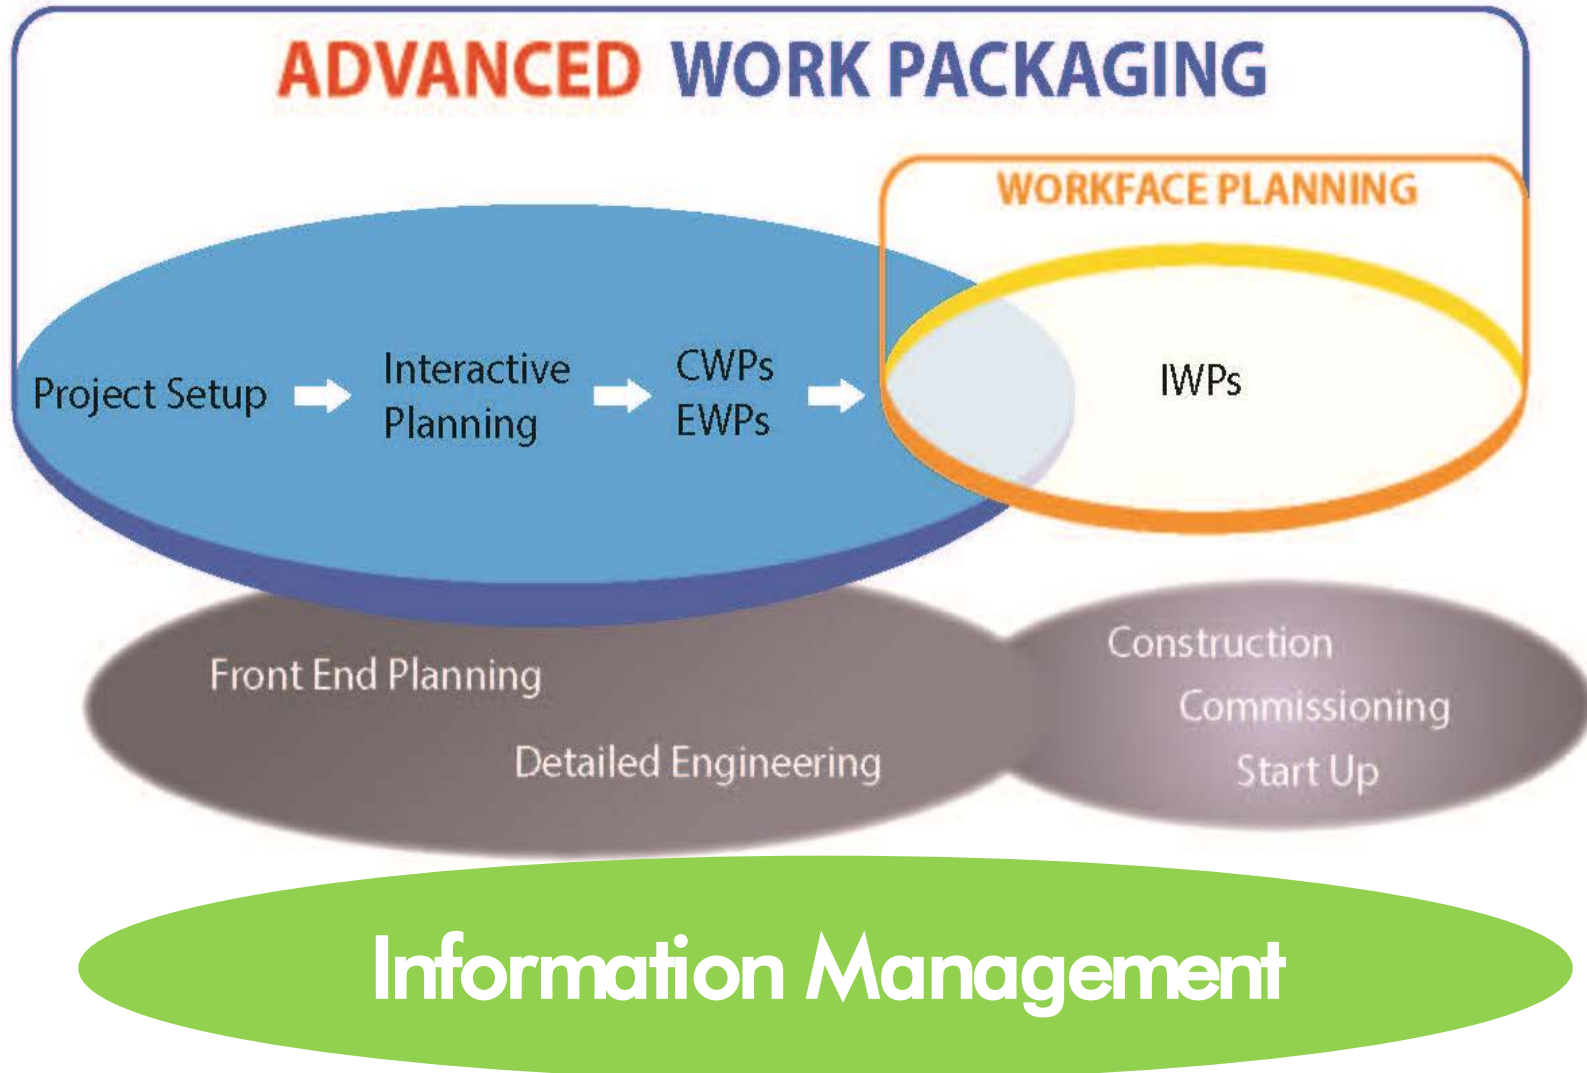 ADVANCED WORK PACKAGING
WORKFACE PLANNING
Project Setup
Interactive
Planning
CWPs
EWPs
IWPs
Front End Planning
Detailed Engineering
Construction
Commissioning
Start Up
Information Management